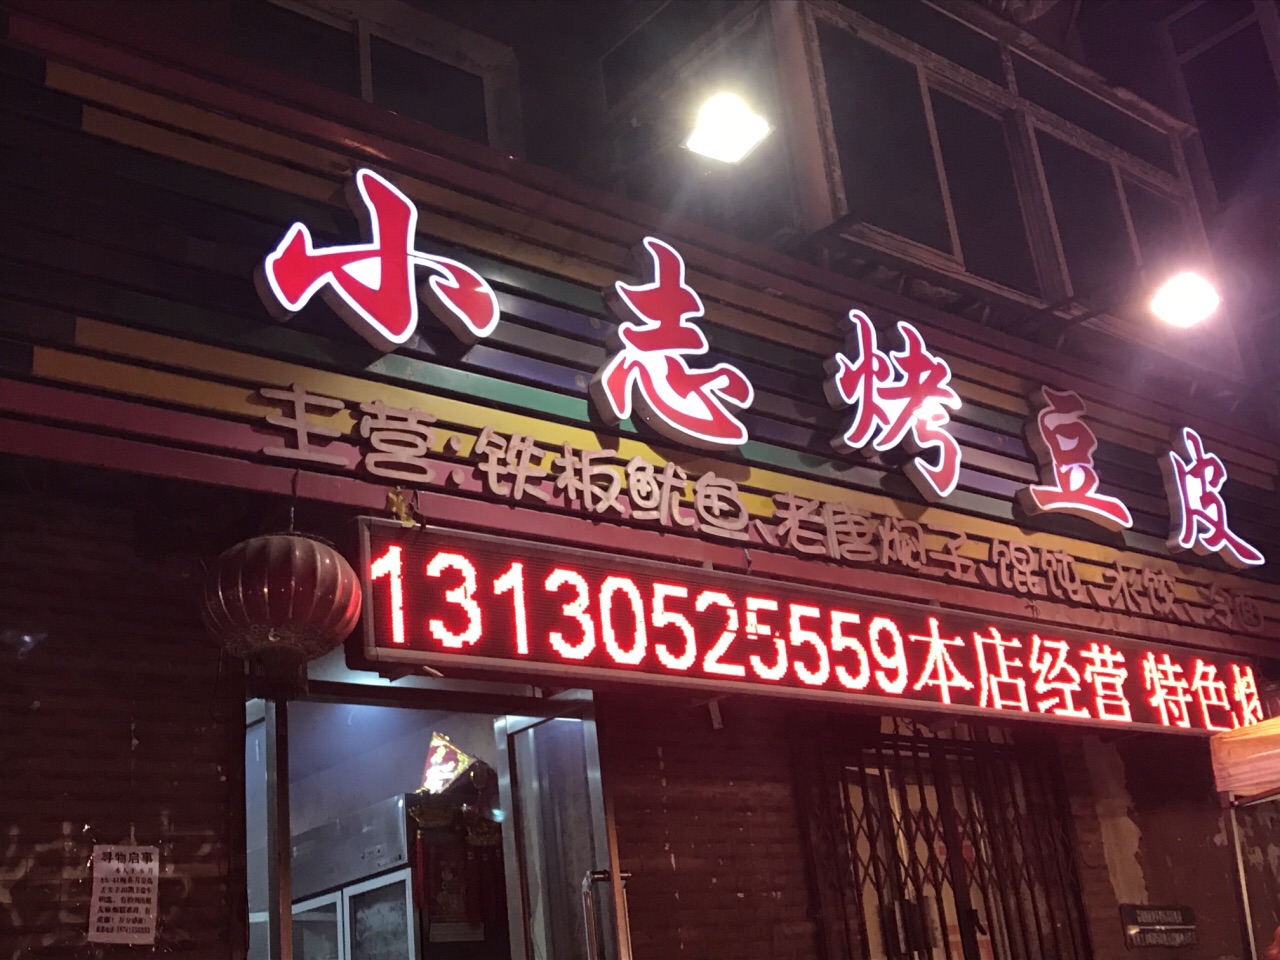 小志烤豆皮
主营:铁板鱿鱼、老唐焖子、馄饨、水饺、冷面
13130525559本店经营 特色烤
寻物启事